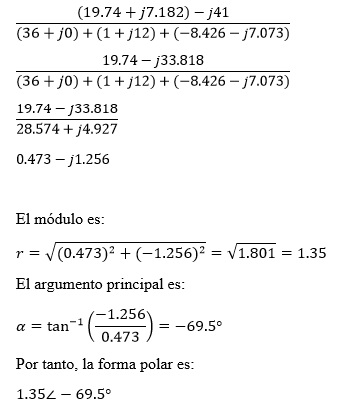 (19.74 + j7.182) − j41
(36 + j0) + (1 + j12) + (−8.426 − j7.073)
19.74 − j33.818
(36 + j0) + (1 + j12) + (−8.426 − j7.073)
19.74 − j33.818
28.574 + j4.927
0.473 − j1.256
El módulo es:
r = √(0.473)² + (−1.256)² = √1.801 = 1.35
El argumento principal es:
α = tan⁻¹ (−1.256/0.473) = −69.5°
Por tanto, la forma polar es:
1.35∠ − 69.5°